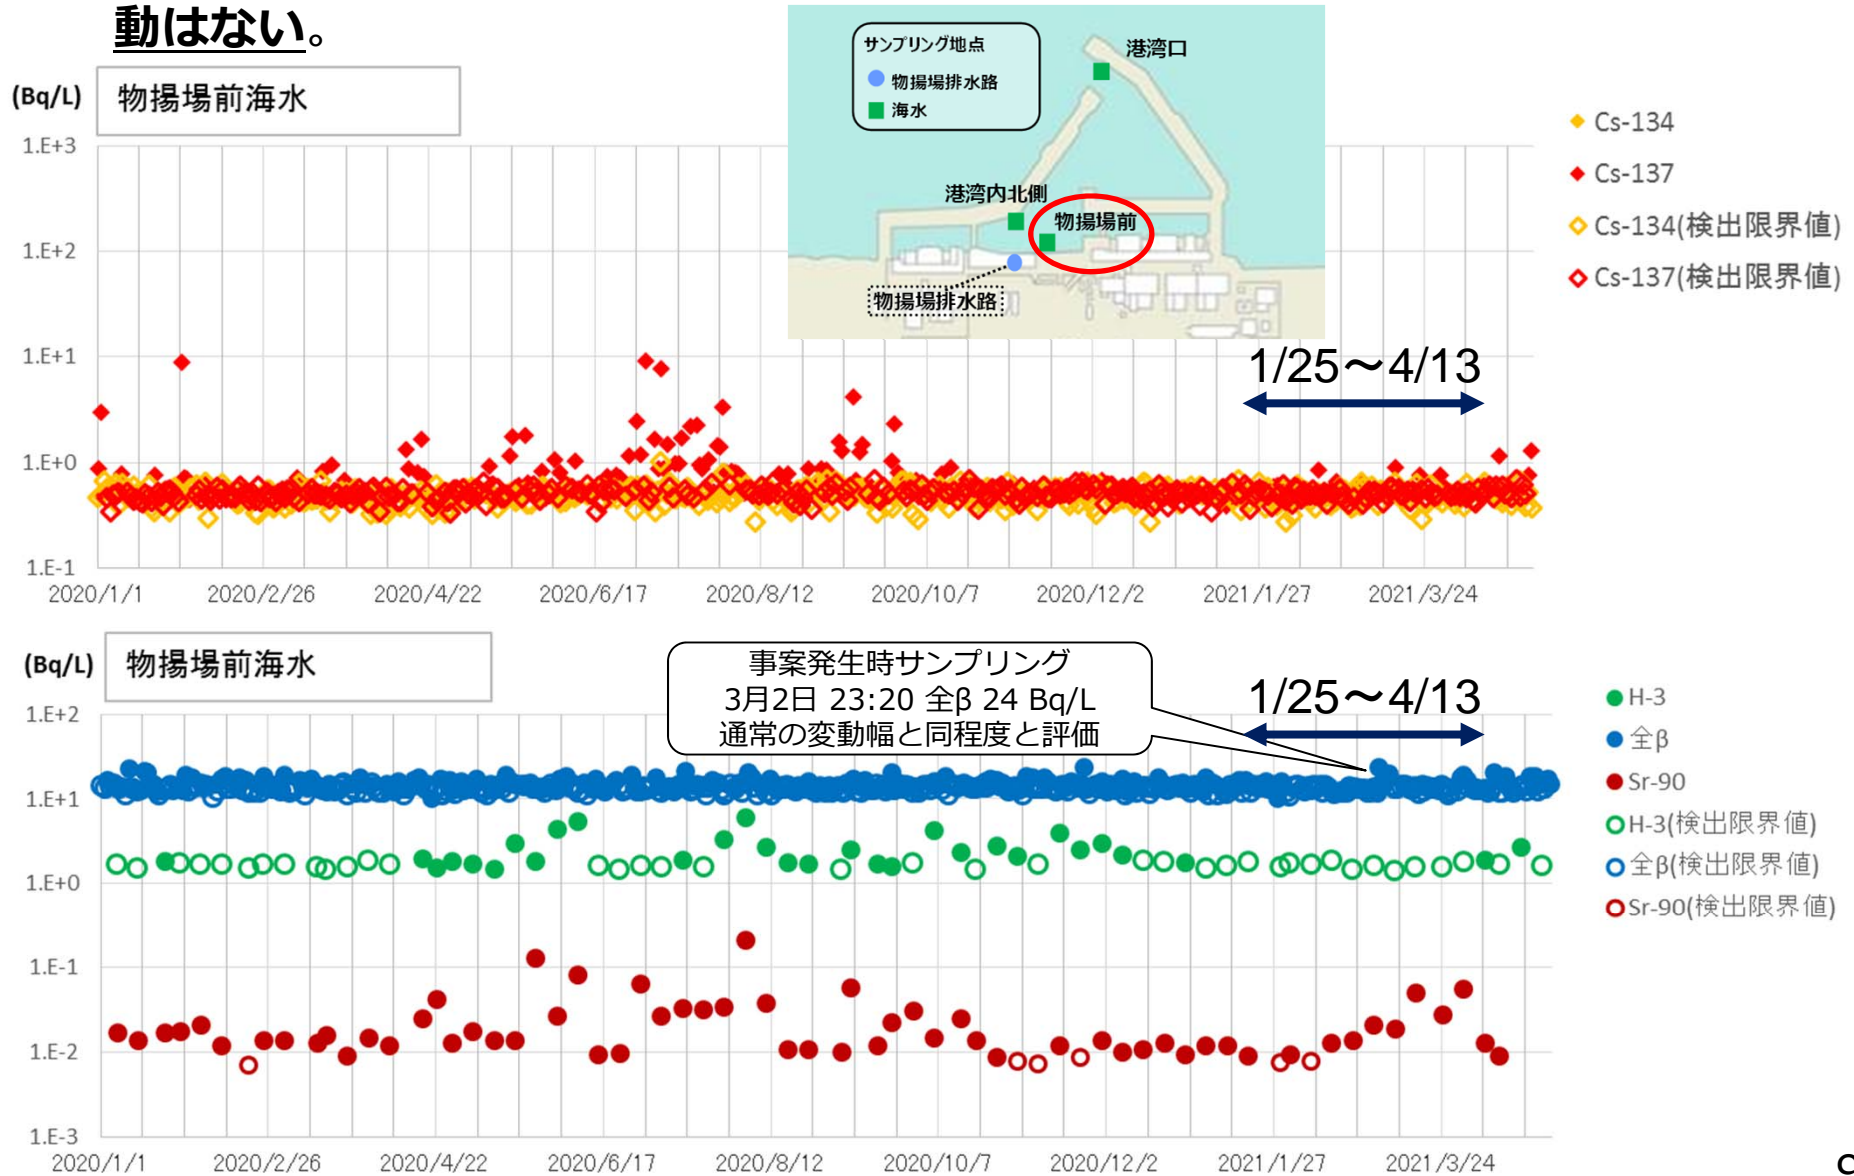 動はない。
(Bq/L)
物揚場前海水
サンプリング地点
物揚場排水路
海水
港湾口
港湾内北側
物揚場前
物揚場排水路
Cs-134
Cs-137
Cs-134(検出限界値)
Cs-137(検出限界値)
1/25～4/13
1.E+3
1.E+2
1.E+1
1.E+0
1.E-1
2020/1/1 2020/2/26 2020/4/22 2020/6/17 2020/8/12 2020/10/7 2020/12/2 2021/1/27 2021/3/24
(Bq/L)
物揚場前海水
事案発生時サンプリング
3月2日 23:20 全β 24 Bq/L
通常の変動幅と同程度と評価
1/25～4/13
H-3
全β
Sr-90
H-3(検出限界値)
全β(検出限界値)
Sr-90(検出限界値)
1.E+2
1.E+1
1.E+0
1.E-1
1.E-2
1.E-3
2020/1/1 2020/2/26 2020/4/22 2020/6/17 2020/8/12 2020/10/7 2020/12/2 2021/1/27 2021/3/24